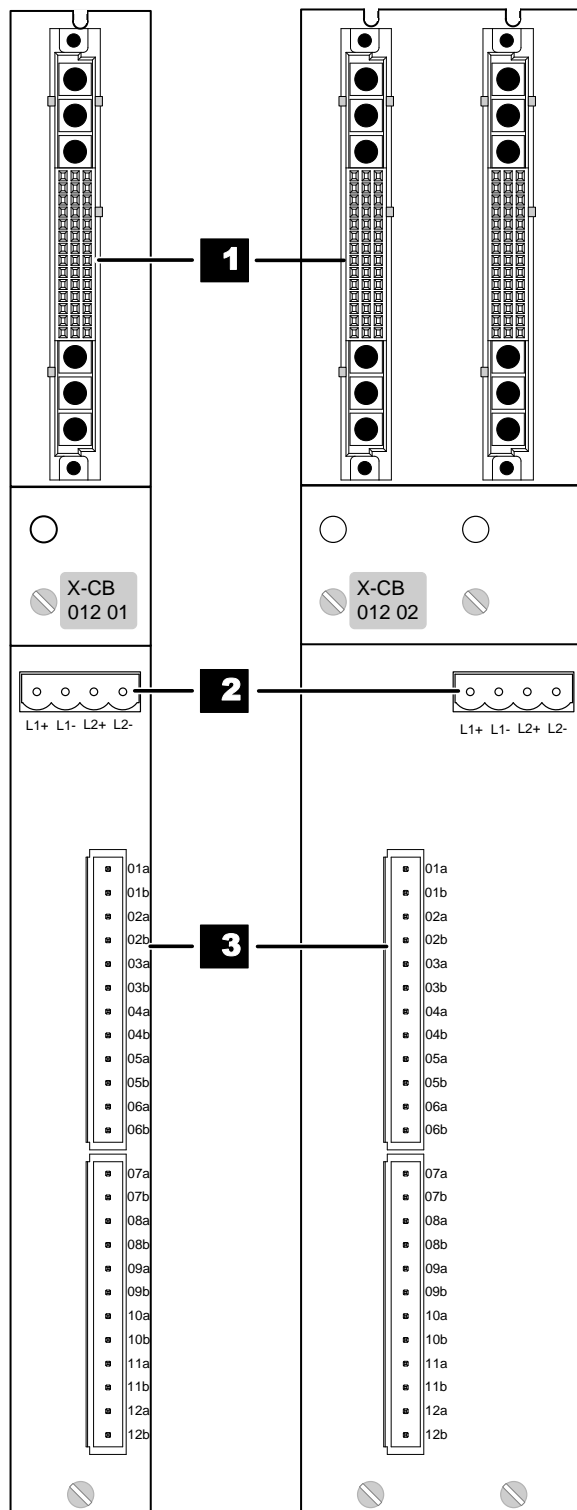 1
X-CB
012 01
X-CB
012 02
2
L1+ L1- L2+ L2-
L1+ L1- L2+ L2-
3
01a
01b
02a
02b
03a
03b
04a
04b
05a
05b
06a
06b
07a
07b
08a
08b
09a
09b
10a
10b
11a
11b
12a
12b
01a
01b
02a
02b
03a
03b
04a
04b
05a
05b
06a
06b
07a
07b
08a
08b
09a
09b
10a
10b
11a
11b
12a
12b